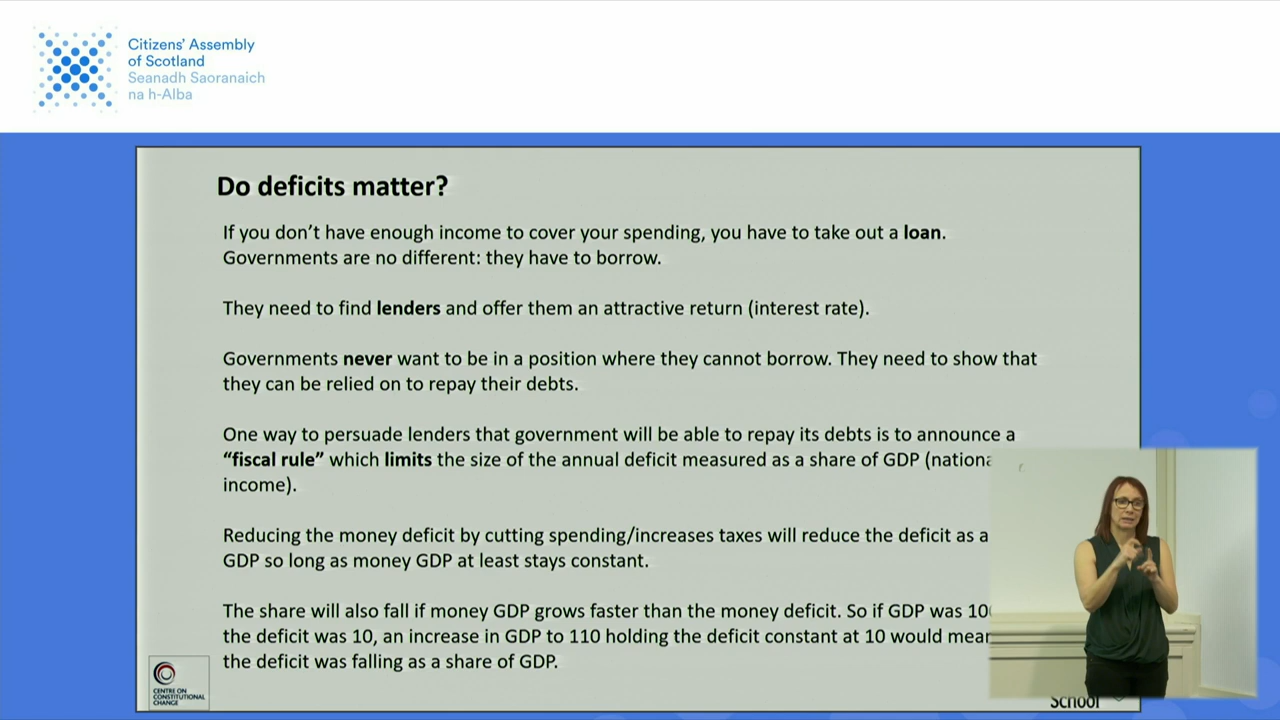 Citizens' Assembly
of Scotland
Seanadh Saoranaich
na h-Alba
Do deficits matter?
If you don't have enough income to cover your spending, you have to take out a loan.
Governments are no different: they have to borrow.
They need to find lenders and offer them an attractive return (interest rate).
Governments never want to be in a position where they cannot borrow. They need to show that
they can be relied on to repay their debts.
One way to persuade lenders that government will be able to repay its debts is to announce a
“fiscal rule” which limits the size of the annual deficit measured as a share of GDP
income).
Reducing the money deficit by cutting spending/increases taxes will reduce the deficit as a
GDP so long as money GDP at least stays constant.
The share will also fall if money GDP grows faster than the money deficit. So if GDP was
the deficit was 10, an increase in GDP to 110 holding the deficit constant at 10 would
the deficit was falling as a share of GDP.
CENTRE ON
CONSTITUTIONAL
CHANGE
School